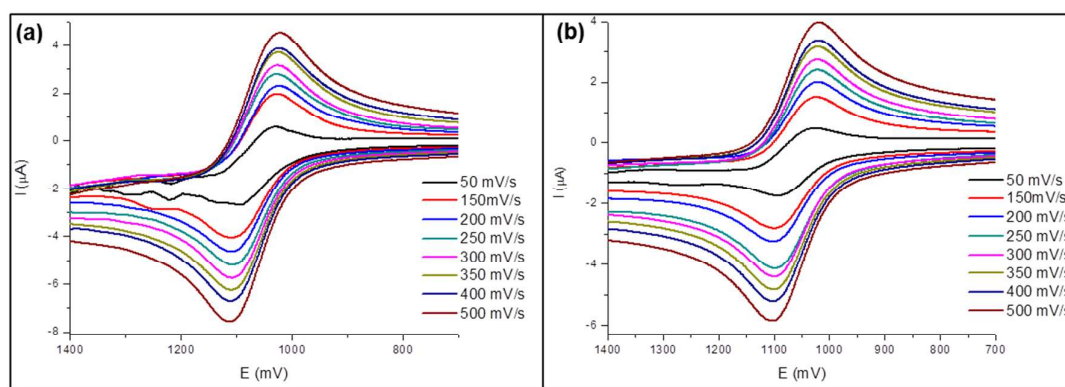 (a)
4
2
0
-2
-4
-6
-8
I (µA)
1400
1200
1000
800
E (mV)
50 mV/s
150mV/s
200 mV/s
250 mV/s
300 mV/s
350 mV/s
400 mV/s
500 mV/s
(b)
4
2
0
-2
-4
-6
I (µA)
1400
1300
1200
1100
1000
900
800
700
E (mV)
50 mV/s
150mV/s
200 mV/s
250 mV/s
300 mV/s
350 mV/s
400 mV/s
500 mV/s